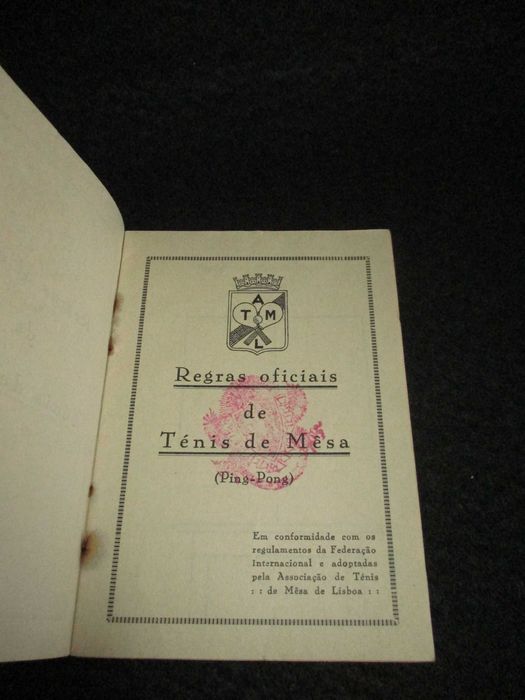 A
T M
L
Regras oficiais
de
Ténis de Mêsa
(Ping-Pong)
Em conformidade com os
regulamentos da Federação
Internacional e adoptadas
pela Associação de Ténis
: : de Mêsa de Lisboa : :